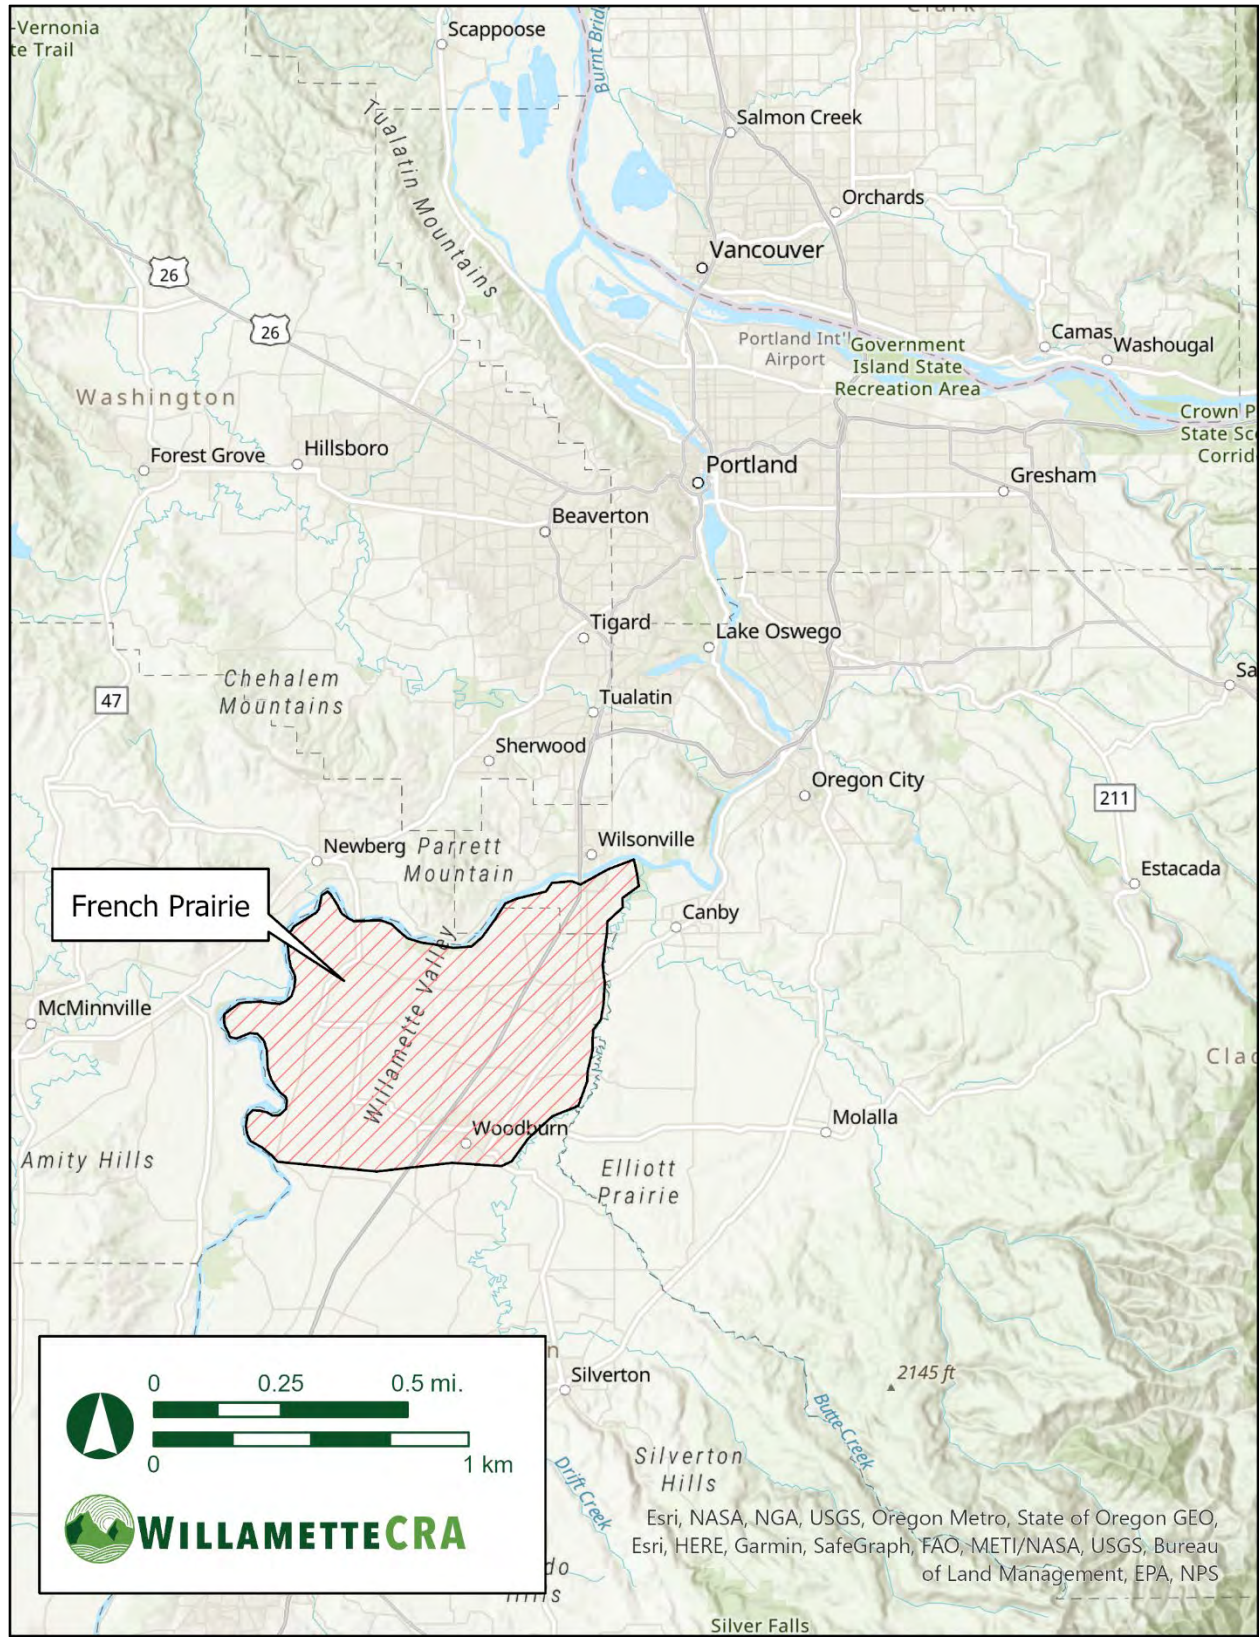 -Vernonia
te Trail
Scappoose
Burnt Brid
Clark
Salmon Creek
Tualatin Mountains
Orchards
Vancouver
26
26
Portland Int'l
Airport
Government
Island State
Recreation Area
Camas
Washougal
Washington
Crown P
State Sc
Corrid
Forest Grove
Hillsboro
Portland
Gresham
Beaverton
Tigard
Lake Oswego
Chehalem
Mountains
47
Tualatin
Sa
Sherwood
Oregon City
211
Newberg
Parrett
Mountain
Wilsonville
Estacada
French Prairie
Canby
Willamette Valley
McMinnville
Clac
Woodburn
Molalla
Amity Hills
Elliott
Prairie
0 0.25 0.5 mi.
0 1 km
WILLAMETTECRA
n
Silverton
2145 ft
Butte Creek
Drift Creek
Silverton
Hills
do
Hills
Esri, NASA, NGA, USGS, Oregon Metro, State of Oregon GEO,
Esri, HERE, Garmin, SafeGraph, FAO, METI/NASA, USGS, Bureau
of Land Management, EPA, NPS
Silver Falls